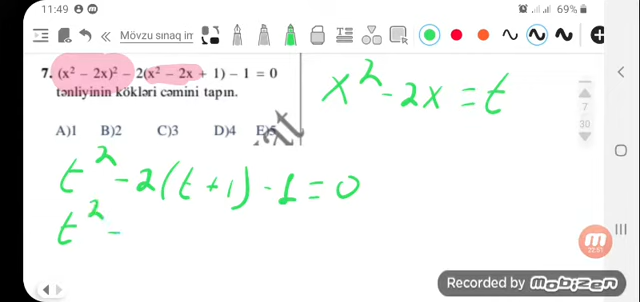 11:49
69%
Mövzu sınaq im
7. (x² – 2x)² – 2(x² – 2x + 1) – 1 = 0
tənliyinin kökləri cəmini tapın.
A)1 B)2 C)3 D)4 E)5
x² - 2x = t
t² - 2(t + 1) - 1 = 0
t² -
7
30
22:51
Recorded by Mobizen